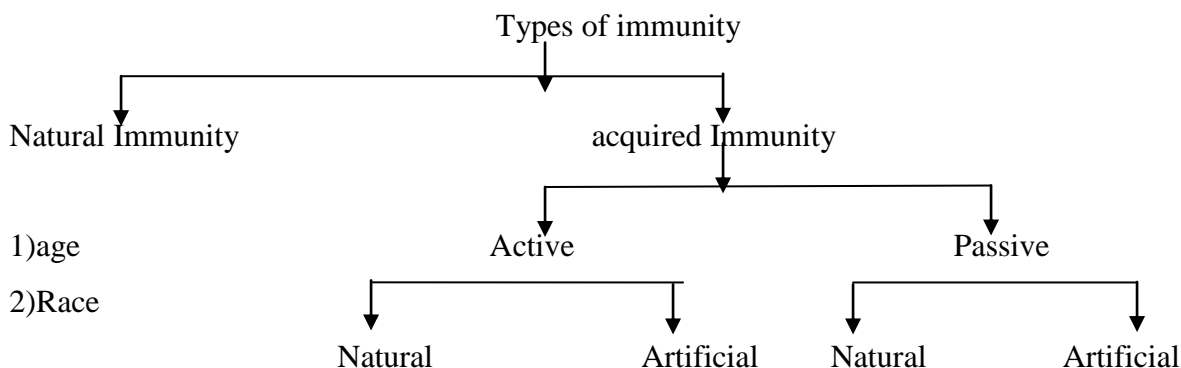 Types of immunity
Natural Immunity acquired Immunity
1)age Active Passive
2)Race
Natural Artificial Natural Artificial